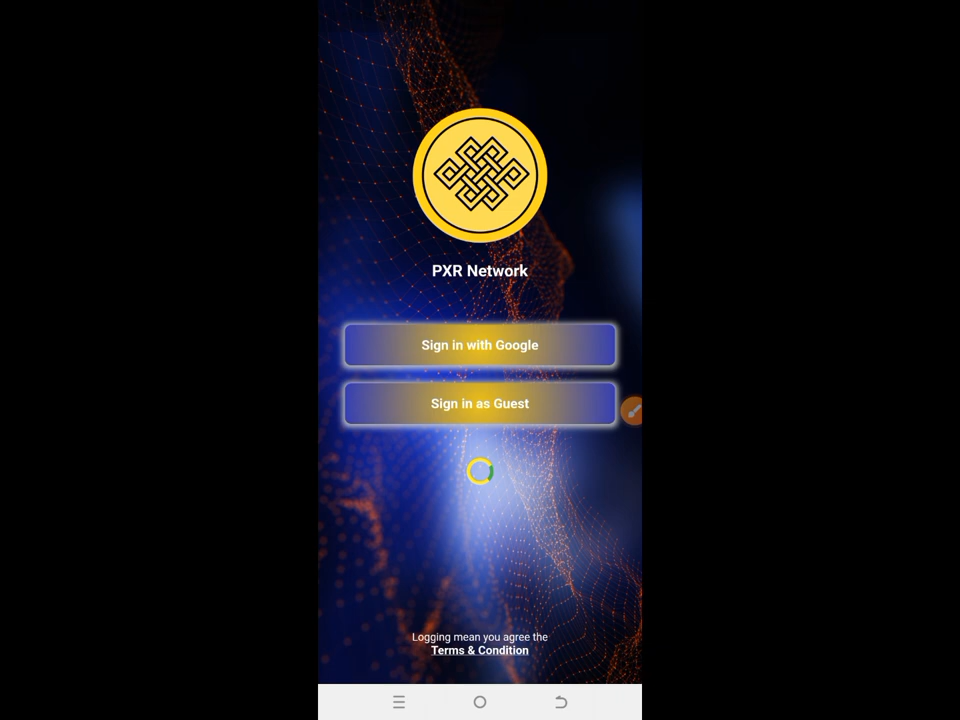 PXR Network
Sign in with Google
Sign in as Guest
Logging mean you agree the
Terms & Condition